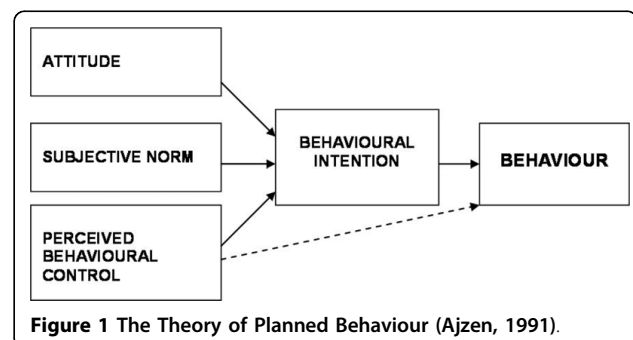 ATTITUDE
SUBJECTIVE NORM
PERCEIVED
BEHAVIOURAL
CONTROL
BEHAVIOURAL
INTENTION
BEHAVIOUR
Figure 1 The Theory of Planned Behaviour (Ajzen, 1991).